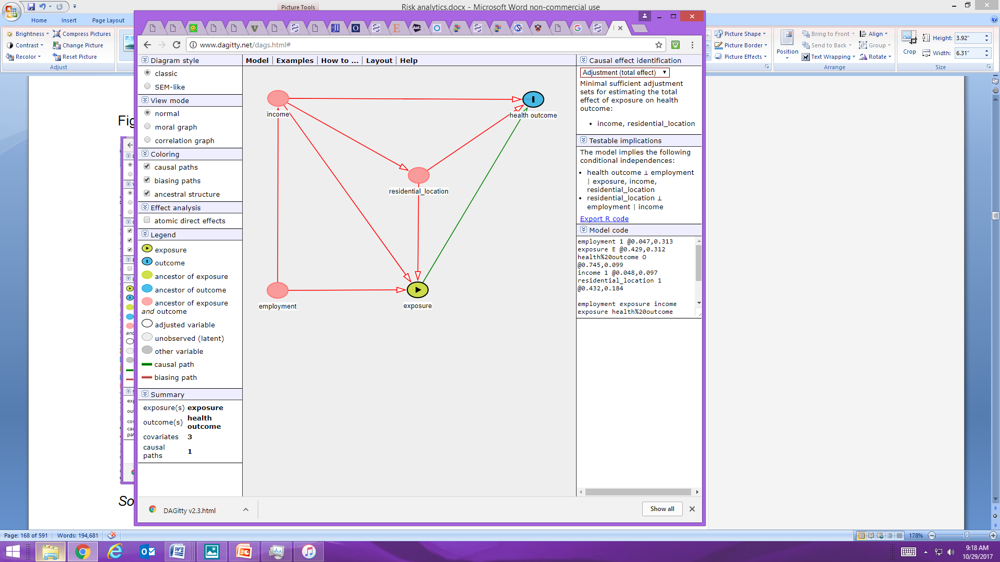 Picture Tools
Risk analytics.docx - Microsoft Word non-commercial use
Home Insert Page Layout
Brightness
Contrast
Recolor
Compress Pictures
Change Picture
Reset Picture
Adjust
Picture Shape
Picture Border
Picture Effects
Position
Bring to Front
Send to Back
Text Wrapping
Align
Group
Rotate
Arrange
Crop
Height: 3.92"
Width: 6.31"
Size
www.dagitty.net/dags.html#
Diagram style
classic
SEM-like
View mode
normal
moral graph
correlation graph
Coloring
causal paths
biasing paths
ancestral structure
Effect analysis
atomic direct effects
Legend
exposure
outcome
ancestor of exposure
ancestor of outcome
ancestor of exposure
and outcome
adjusted variable
unobserved (latent)
other variable
causal path
biasing path
Summary
exposure(s) exposure
outcome(s) health
outcome
covariates 3
causal
paths 1
Model | Examples | How to ... | Layout | Help
income
health outcome
residential_location
employment
exposure
Causal effect identification
Adjustment (total effect)
Minimal sufficient adjustment
sets for estimating the total
effect of exposure on health
outcome:
• income, residential_location
Testable implications
The model implies the following
conditional independences:
• health outcome ⊥ employment
| exposure, income,
residential_location
• residential_location ⊥
employment | income
Export R code
Model code
employment 1 @0.047,0.313
exposure E @0.429,0.312
health%20outcome O
@0.745,0.099
income 1 @0.048,0.097
residential_location 1
@0.432,0.184
employment exposure income
exposure health%20outcome
DAGitty v2.3.html
Show all
Fig
So
Page: 168 of 591
Words: 194,681
178%
9:18 AM
10/29/2017